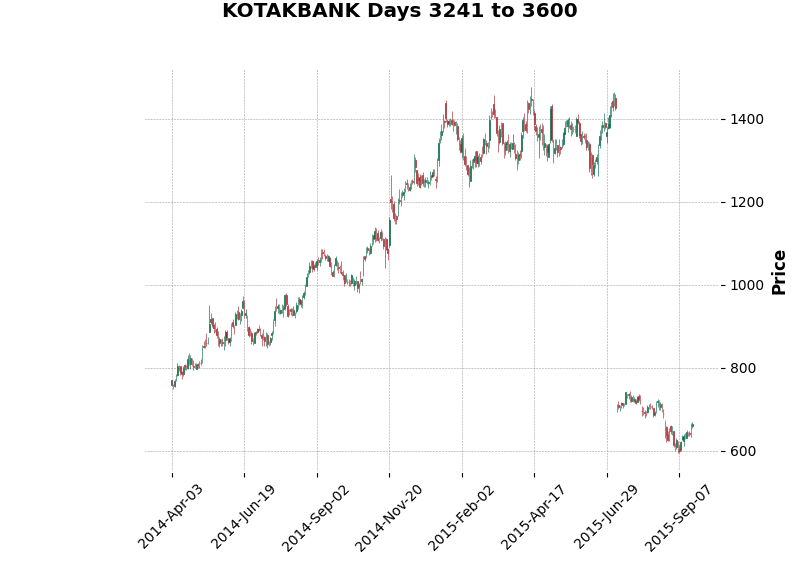 KOTAKBANK Days 3241 to 3600
1400
1200
1000
800
600
Price
2014-Apr-03
2014-Jun-19
2014-Sep-02
2014-Nov-20
2015-Feb-02
2015-Apr-17
2015-Jun-29
2015-Sep-07